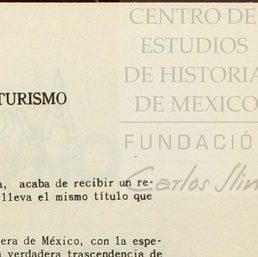 CENTRO DE
ESTUDIOS
DE HISTORIA
DE MEXICO
FUNDACIÓ
Carlos Slim
TURISMO
, acaba de recibir un re-
lleva el mismo título que
era de México, con la espe-
verdadera trascendencia de